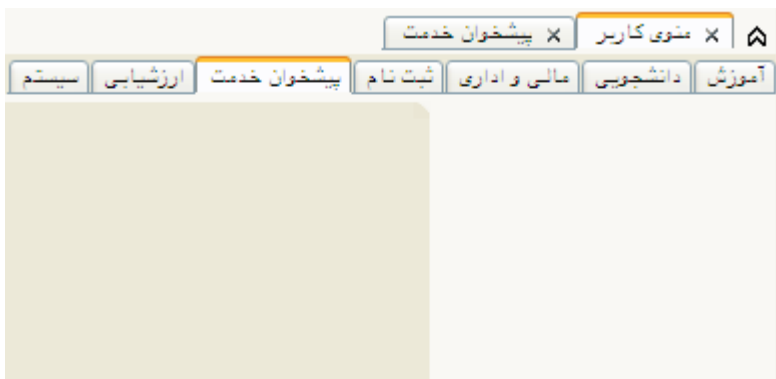 منوی کاربر × پیشخوان خدمت ×
آموزش دانشجویی مالی و اداری ثبت نام پیشخوان خدمت ارزشیابی سیستم